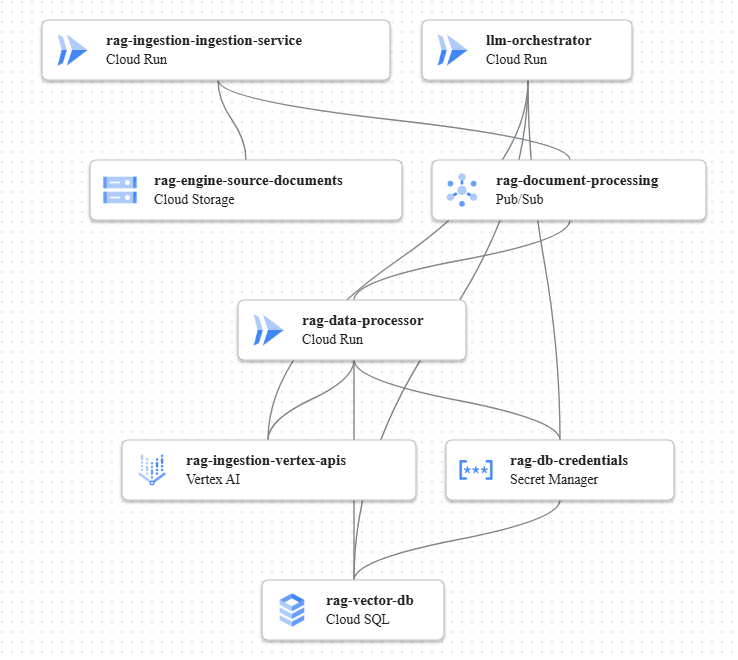 rag-ingestion-ingestion-service
Cloud Run
llm-orchestrator
Cloud Run
rag-engine-source-documents
Cloud Storage
rag-document-processing
Pub/Sub
rag-data-processor
Cloud Run
rag-ingestion-vertex-apis
Vertex AI
[***]
rag-db-credentials
Secret Manager
rag-vector-db
Cloud SQL